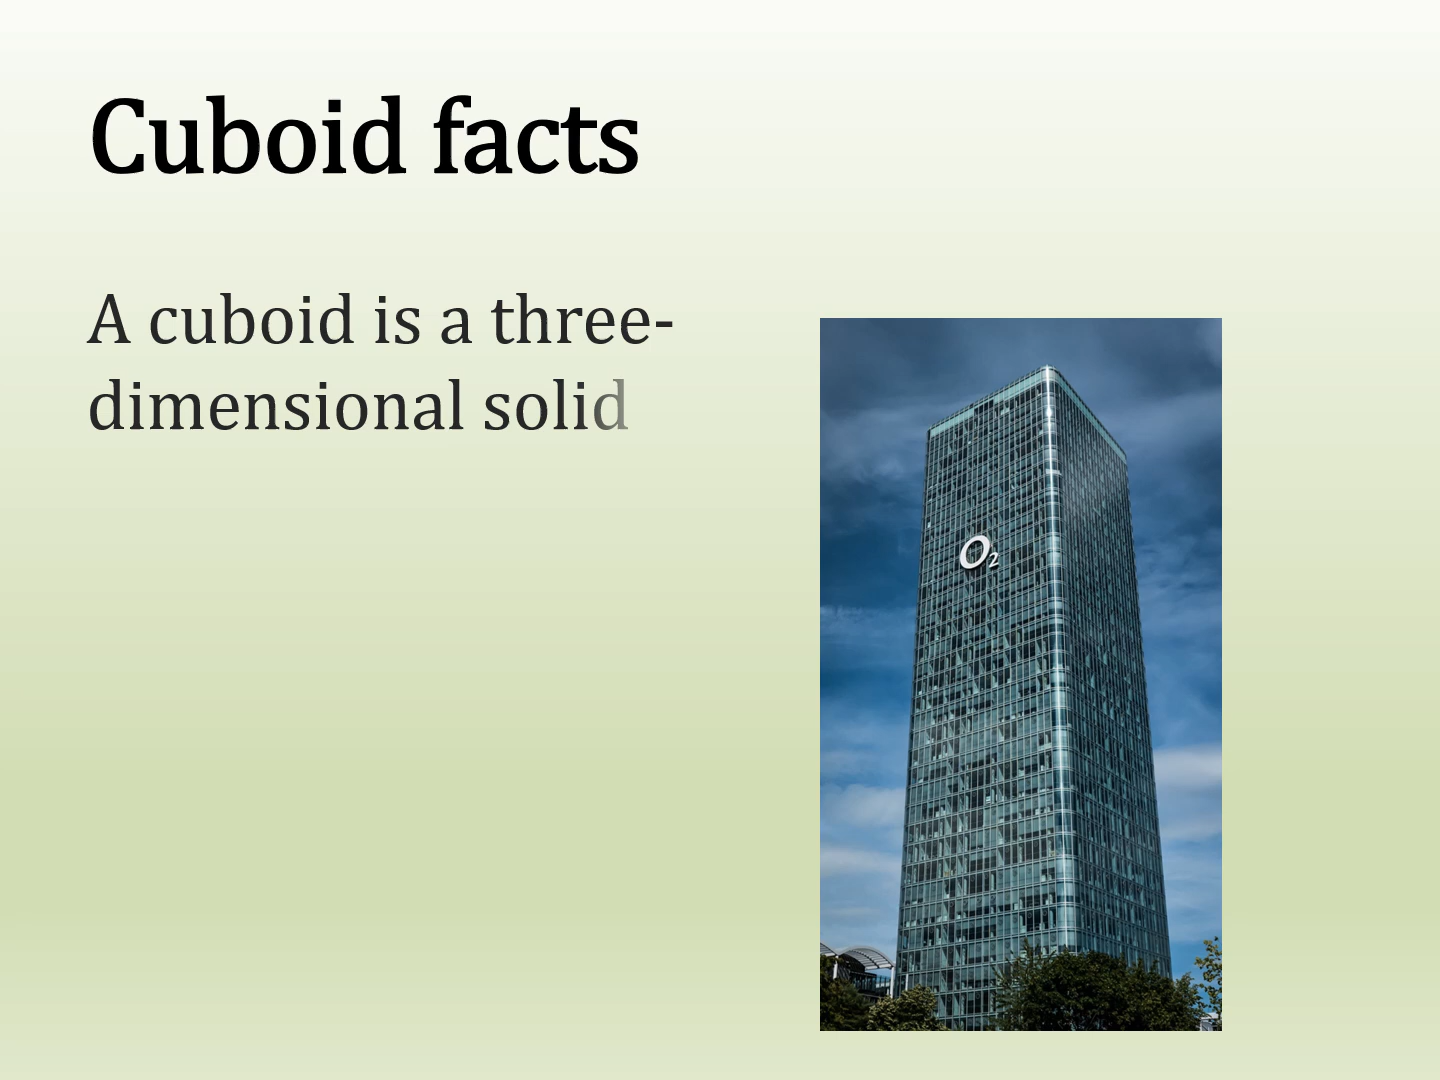 Cuboid facts
A cuboid is a three-
dimensional solid
O2